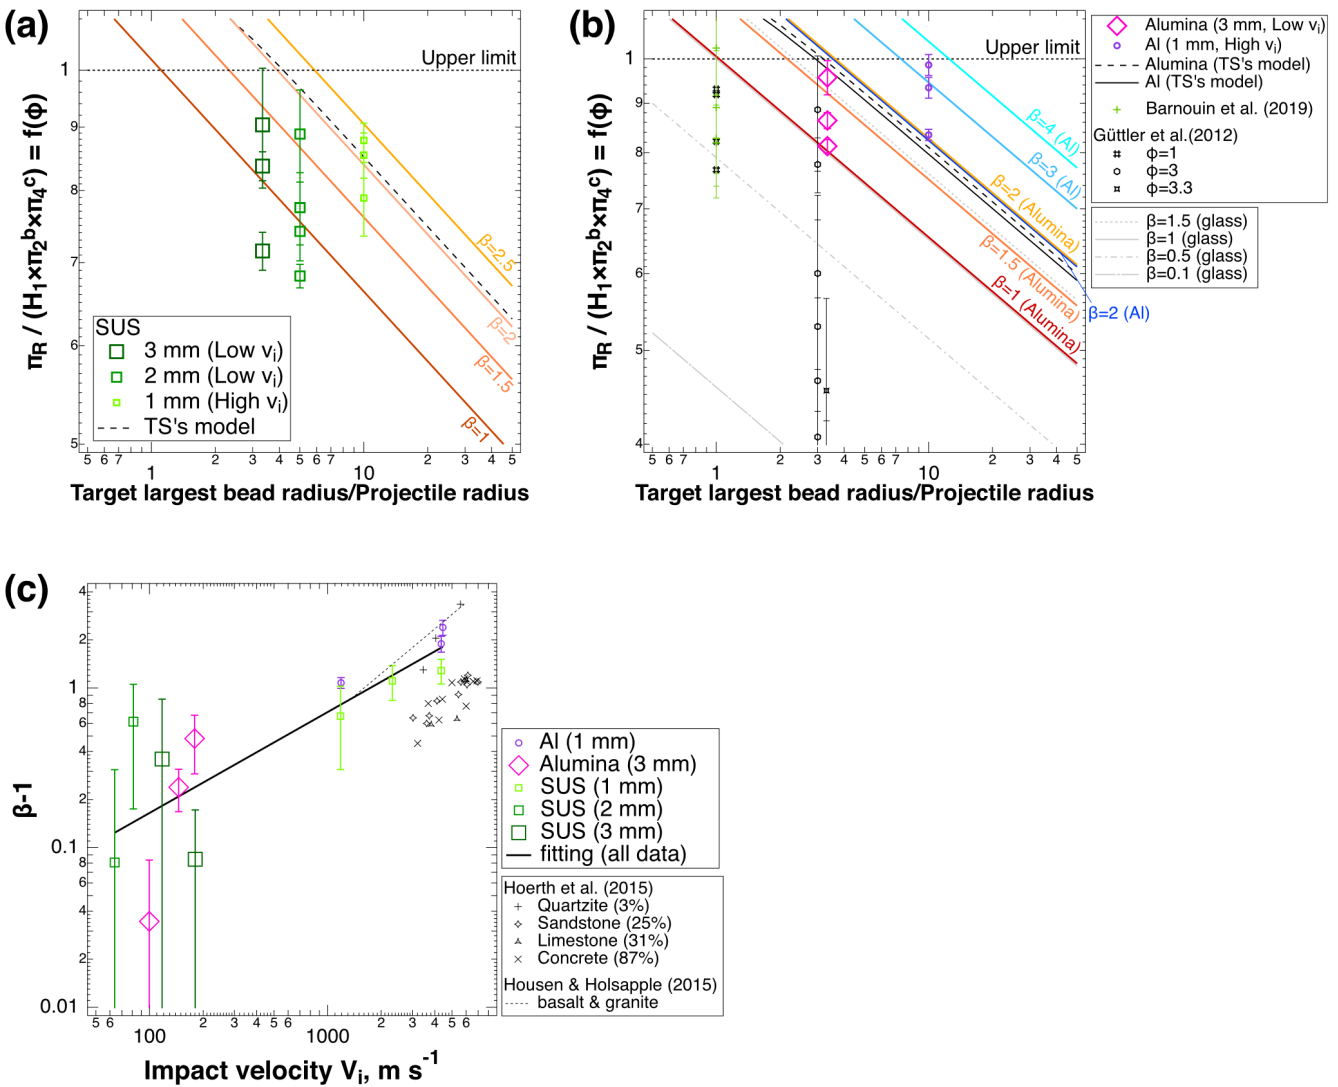 (a)
π_R / (H₁×π₂ᵇ×π₄ᶜ) = f(ϕ)
1
9
8
7
6
5
Upper limit
β=2.5
β=2
β=1.5
β=1
SUS
3 mm (Low vᵢ)
2 mm (Low vᵢ)
1 mm (High vᵢ)
TS's model
5 6 7 1 2 3 4 5 6 7 10 2 3 4 5
Target largest bead radius/Projectile radius
(b)
π_R / (H₁×π₂ᵇ×π₄ᶜ) = f(ϕ)
1
9
8
7
6
5
4
Upper limit
β=4 (Al)
β=3 (Al)
β=2 (Alumina)
β=1.5 (Alumina)
β=1 (Alumina)
β=2 (Al)
5 6 7 1 2 3 4 5 6 7 10 2 3 4 5
Target largest bead radius/Projectile radius
Alumina (3 mm, Low vᵢ)
Al (1 mm, High vᵢ)
Alumina (TS's model)
Al (TS's model)
Barnouin et al. (2019)
Güttler et al.(2012)
ϕ=1
ϕ=3
ϕ=3.3
β=1.5 (glass)
β=1 (glass)
β=0.5 (glass)
β=0.1 (glass)
(c)
β-1
4
2
1
8
6
4
2
0.1
8
6
4
2
0.01
5 6 100 2 3 4 5 6 1000 2 3 4 5 6
Impact velocity Vᵢ, m s⁻¹
Al (1 mm)
Alumina (3 mm)
SUS (1 mm)
SUS (2 mm)
SUS (3 mm)
fitting (all data)
Hoerth et al. (2015)
Quartzite (3%)
Sandstone (25%)
Limestone (31%)
Concrete (87%)
Housen & Holsapple (2015)
basalt & granite